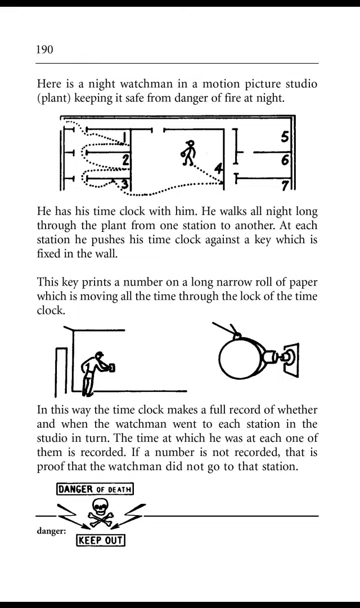 190
Here is a night watchman in a motion picture studio
(plant) keeping it safe from danger of fire at night.
1
2
3
4
5
6
7
He has his time clock with him. He walks all night long
through the plant from one station to another. At each
station he pushes his time clock against a key which is
fixed in the wall.
This key prints a number on a long narrow roll of paper
which is moving all the time through the lock of the time
clock.
In this way the time clock makes a full record of whether
and when the watchman went to each station in the
studio in turn. The time at which he was at each one of
them is recorded. If a number is not recorded, that is
proof that the watchman did not go to that station.
DANGER OF DEATH
danger:
KEEP OUT